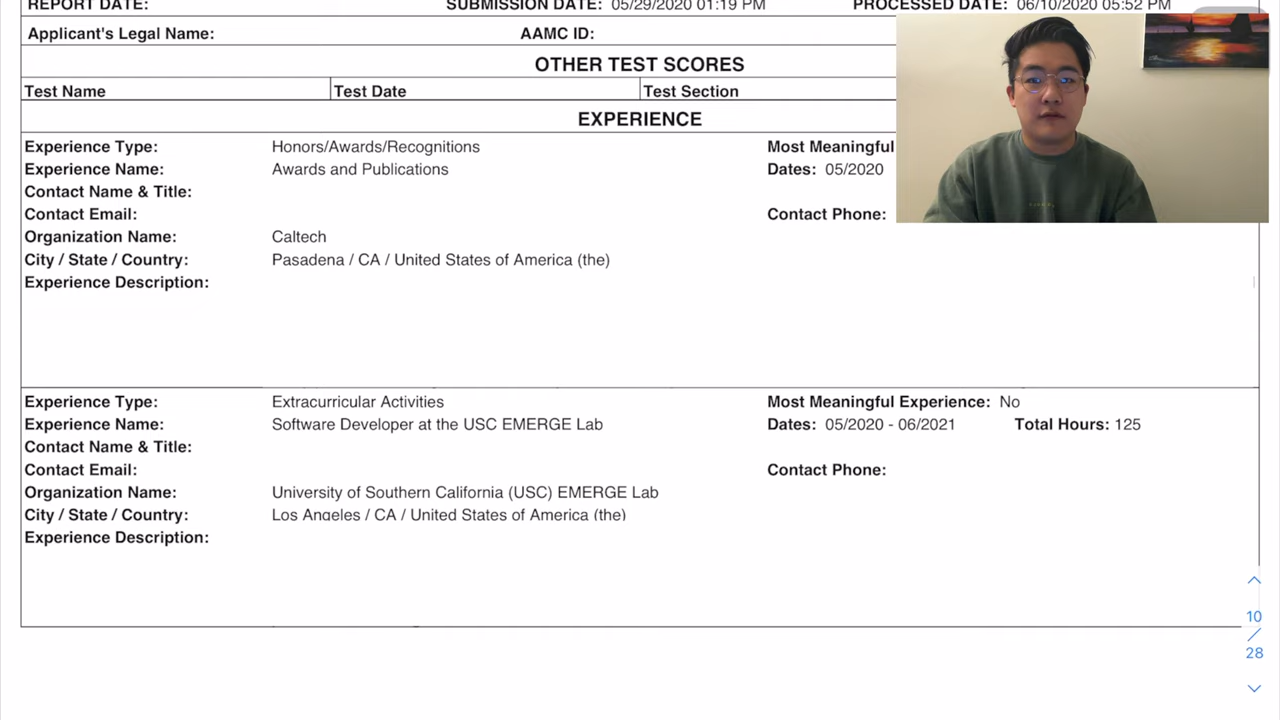 REPORT DATE: SUBMISSION DATE: 05/29/2020 01:19 PM PROCESSED DATE: 06/10/2020 05:52 PM
Applicant's Legal Name: AAMC ID:
OTHER TEST SCORES
Test Name Test Date Test Section
EXPERIENCE
Experience Type: Honors/Awards/Recognitions Most Meaningful
Experience Name: Awards and Publications Dates: 05/2020
Contact Name & Title:
Contact Email: Contact Phone:
Organization Name: Caltech
City / State / Country: Pasadena / CA / United States of America (the)
Experience Description:
Experience Type: Extracurricular Activities Most Meaningful Experience: No
Experience Name: Software Developer at the USC EMERGE Lab Dates: 05/2020 - 06/2021 Total Hours: 125
Contact Name & Title:
Contact Email: Contact Phone:
Organization Name: University of Southern California (USC) EMERGE Lab
City / State / Country: Los Angeles / CA / United States of America (the)
Experience Description:
10
/
28